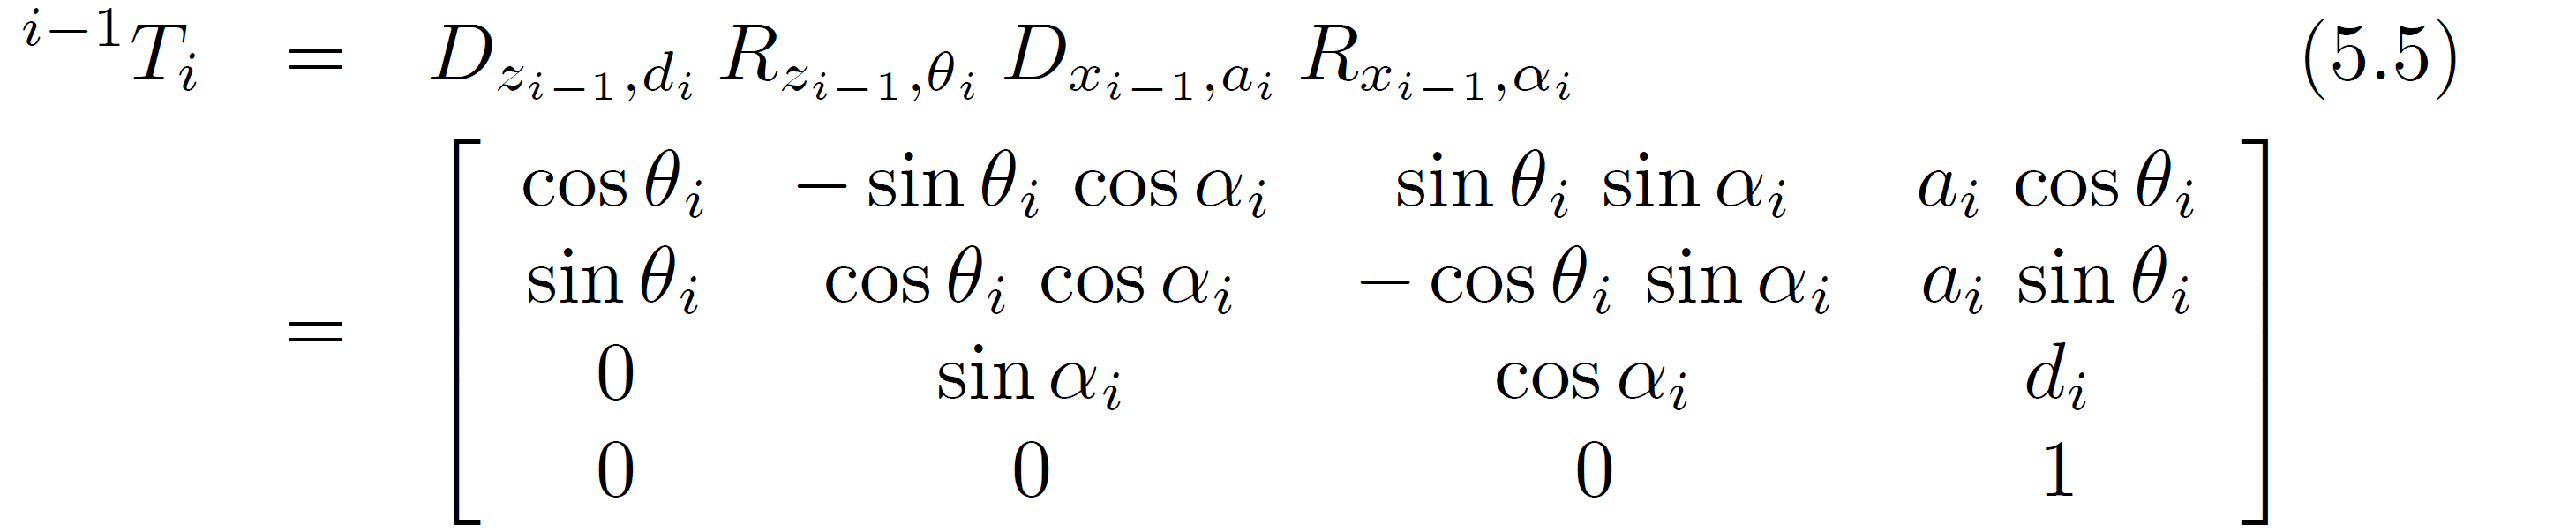 ^{i−1}T_i = D_{z_{i−1},d_i} R_{z_{i−1},θ_i} D_{x_{i−1},a_i} R_{x_{i−1},α_i} (5.5)
= [ cos θ_i − sin θ_i cos α_i sin θ_i sin α_i a_i cos θ_i
sin θ_i cos θ_i cos α_i − cos θ_i sin α_i a_i sin θ_i
0 sin α_i cos α_i d_i
0 0 0 1 ]